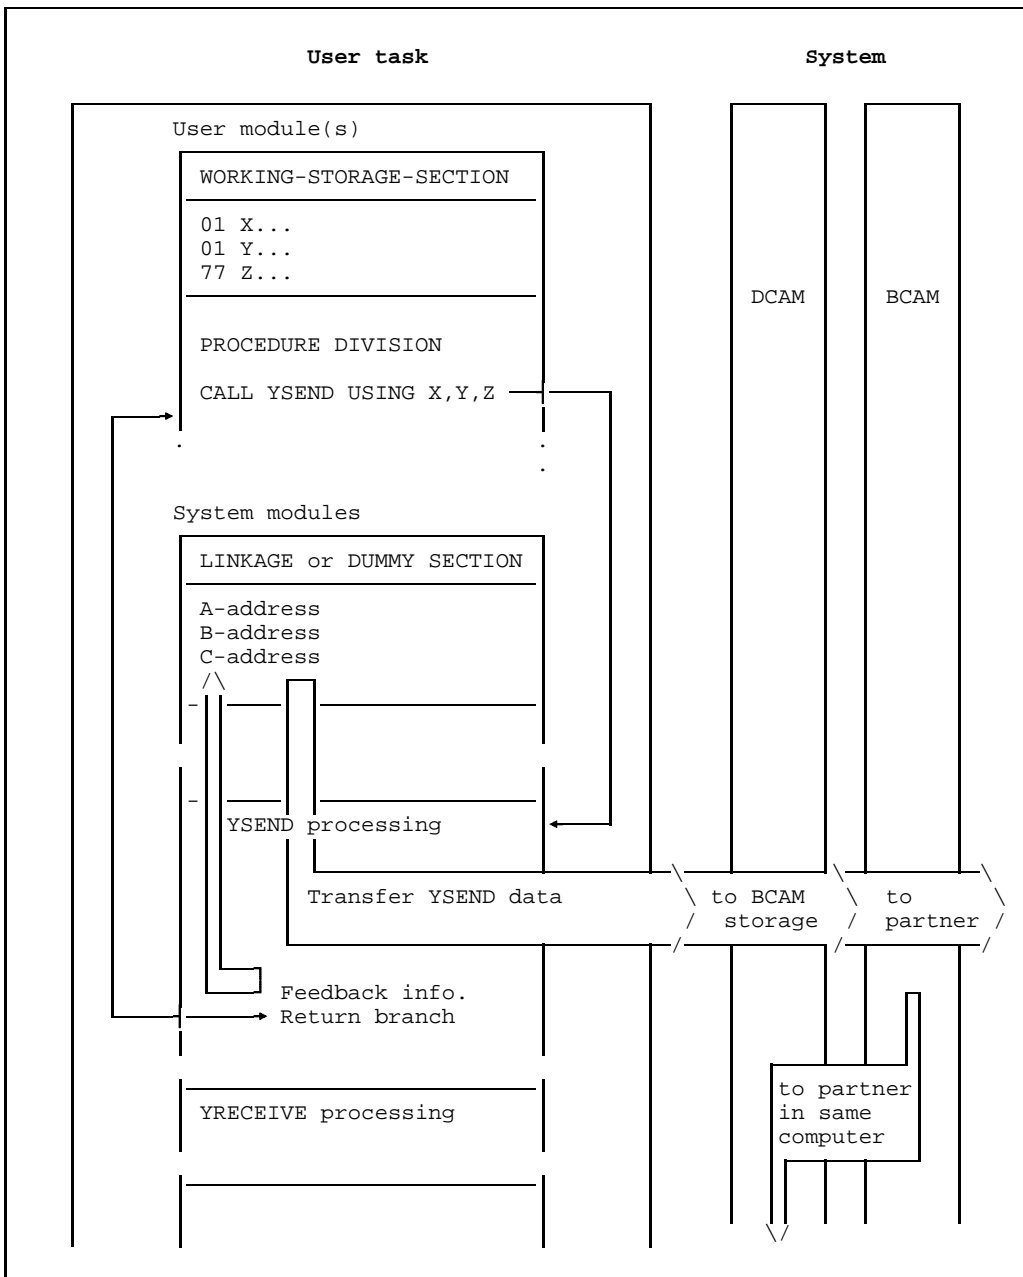 User task System
User module(s)
WORKING-STORAGE-SECTION
01 X...
01 Y...
77 Z...
DCAM BCAM
PROCEDURE DIVISION
CALL YSEND USING X,Y,Z
System modules
LINKAGE or DUMMY SECTION
A-address
B-address
C-address
YSEND processing
Transfer YSEND data to BCAM to
storage partner
Feedback info.
Return branch
to partner
YRECEIVE processing in same
computer